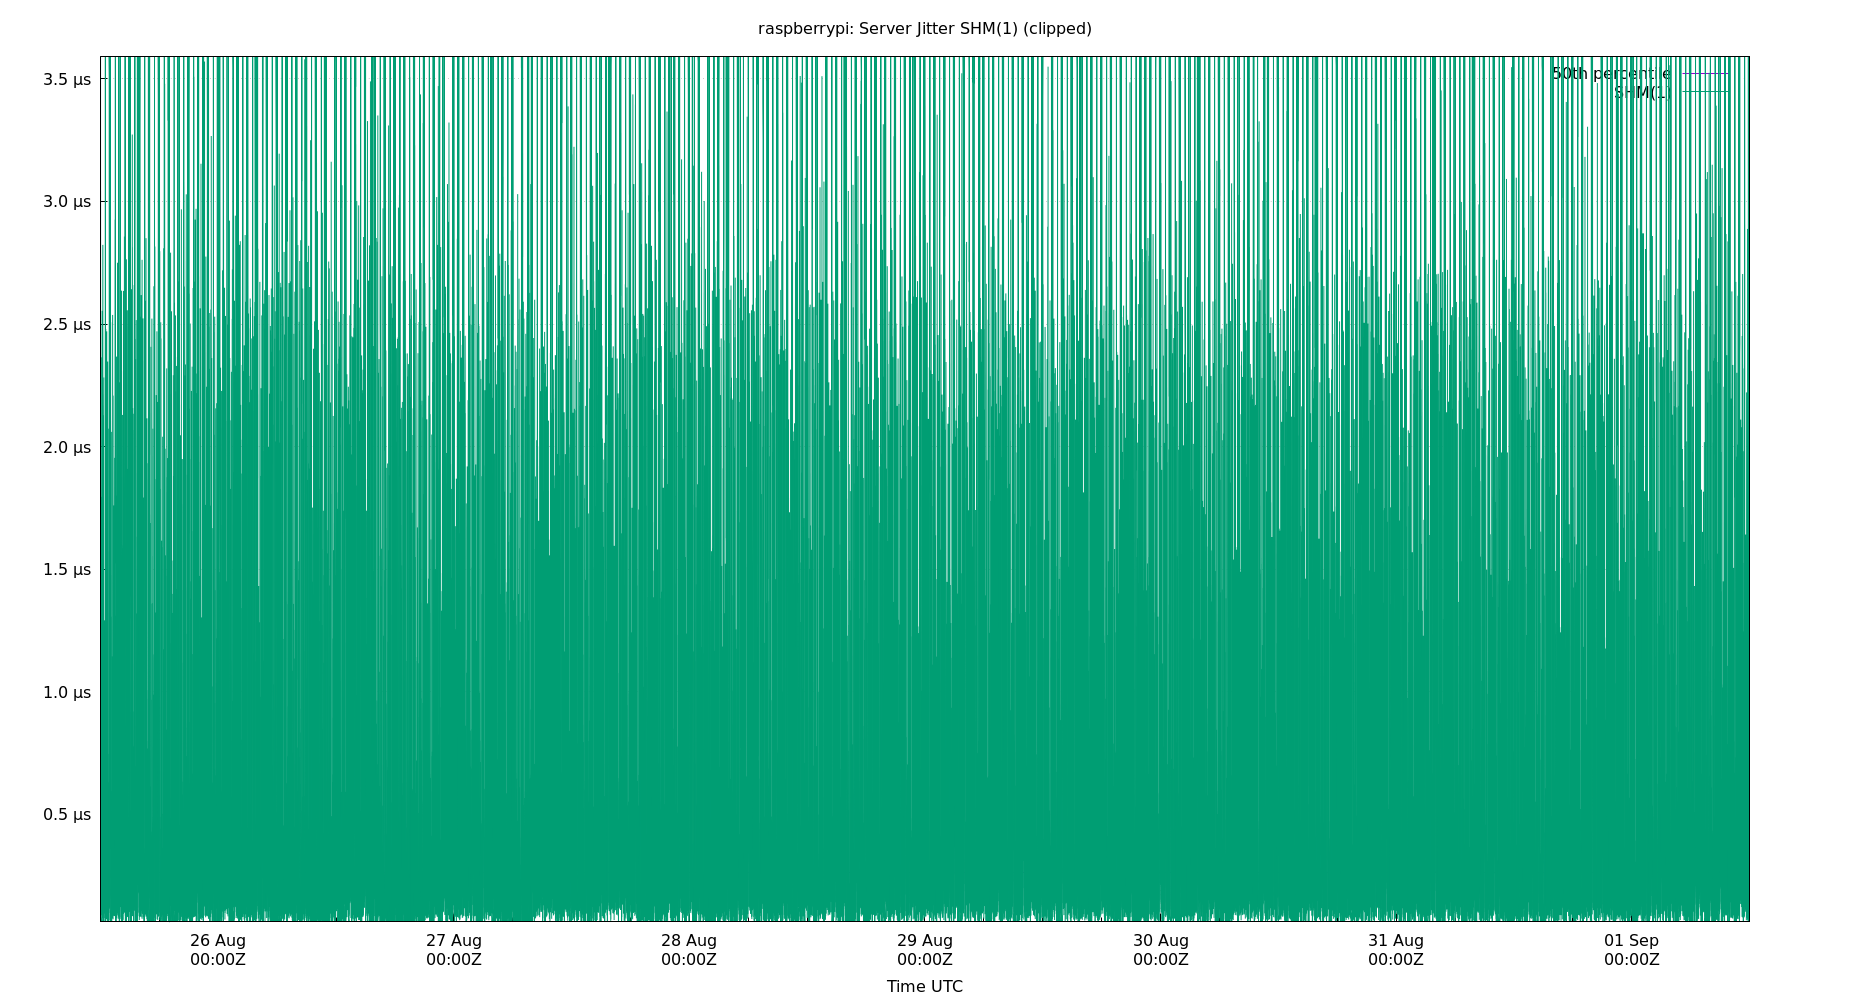 raspberrypi: Server Jitter SHM(1) (clipped)
50th percentile
SHM(1)
3.5 µs
3.0 µs
2.5 µs
2.0 µs
1.5 µs
1.0 µs
0.5 µs
26 Aug 27 Aug 28 Aug 29 Aug 30 Aug 31 Aug 01 Sep
00:00Z 00:00Z 00:00Z 00:00Z 00:00Z 00:00Z 00:00Z
Time UTC